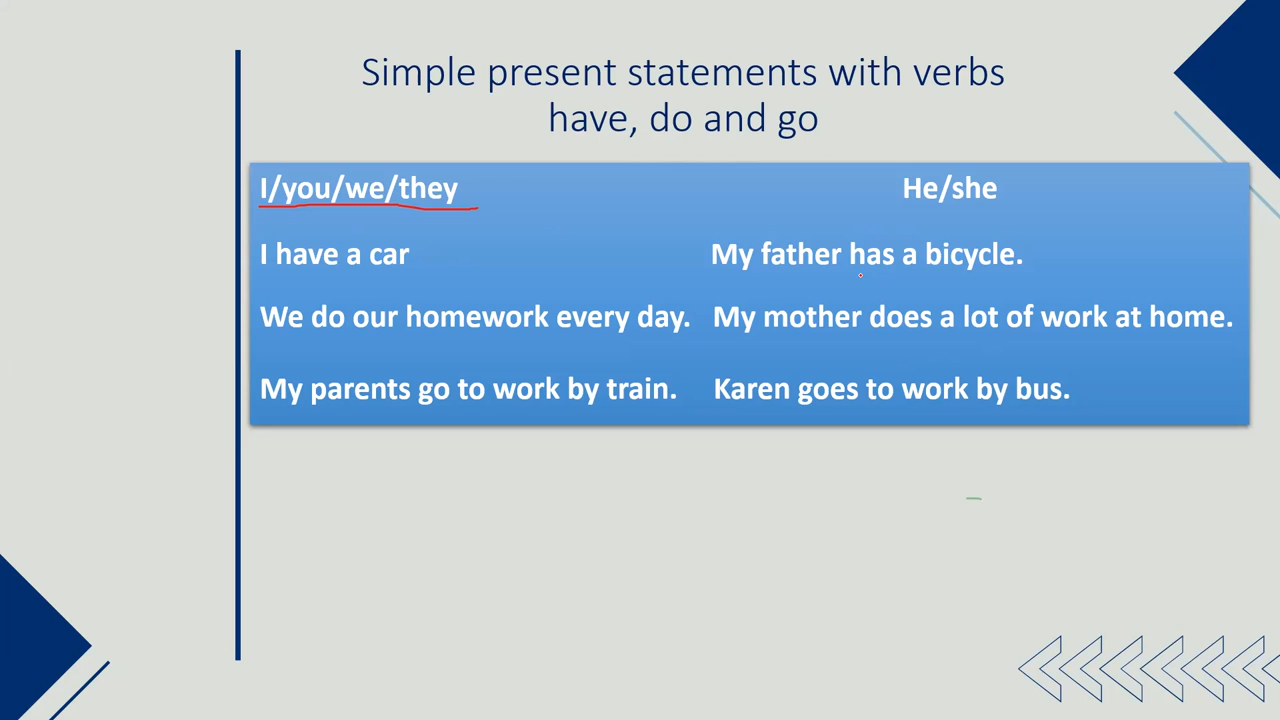 Simple present statements with verbs
have, do and go
I/you/we/they He/she
I have a car My father has a bicycle.
We do our homework every day. My mother does a lot of work at home.
My parents go to work by train. Karen goes to work by bus.